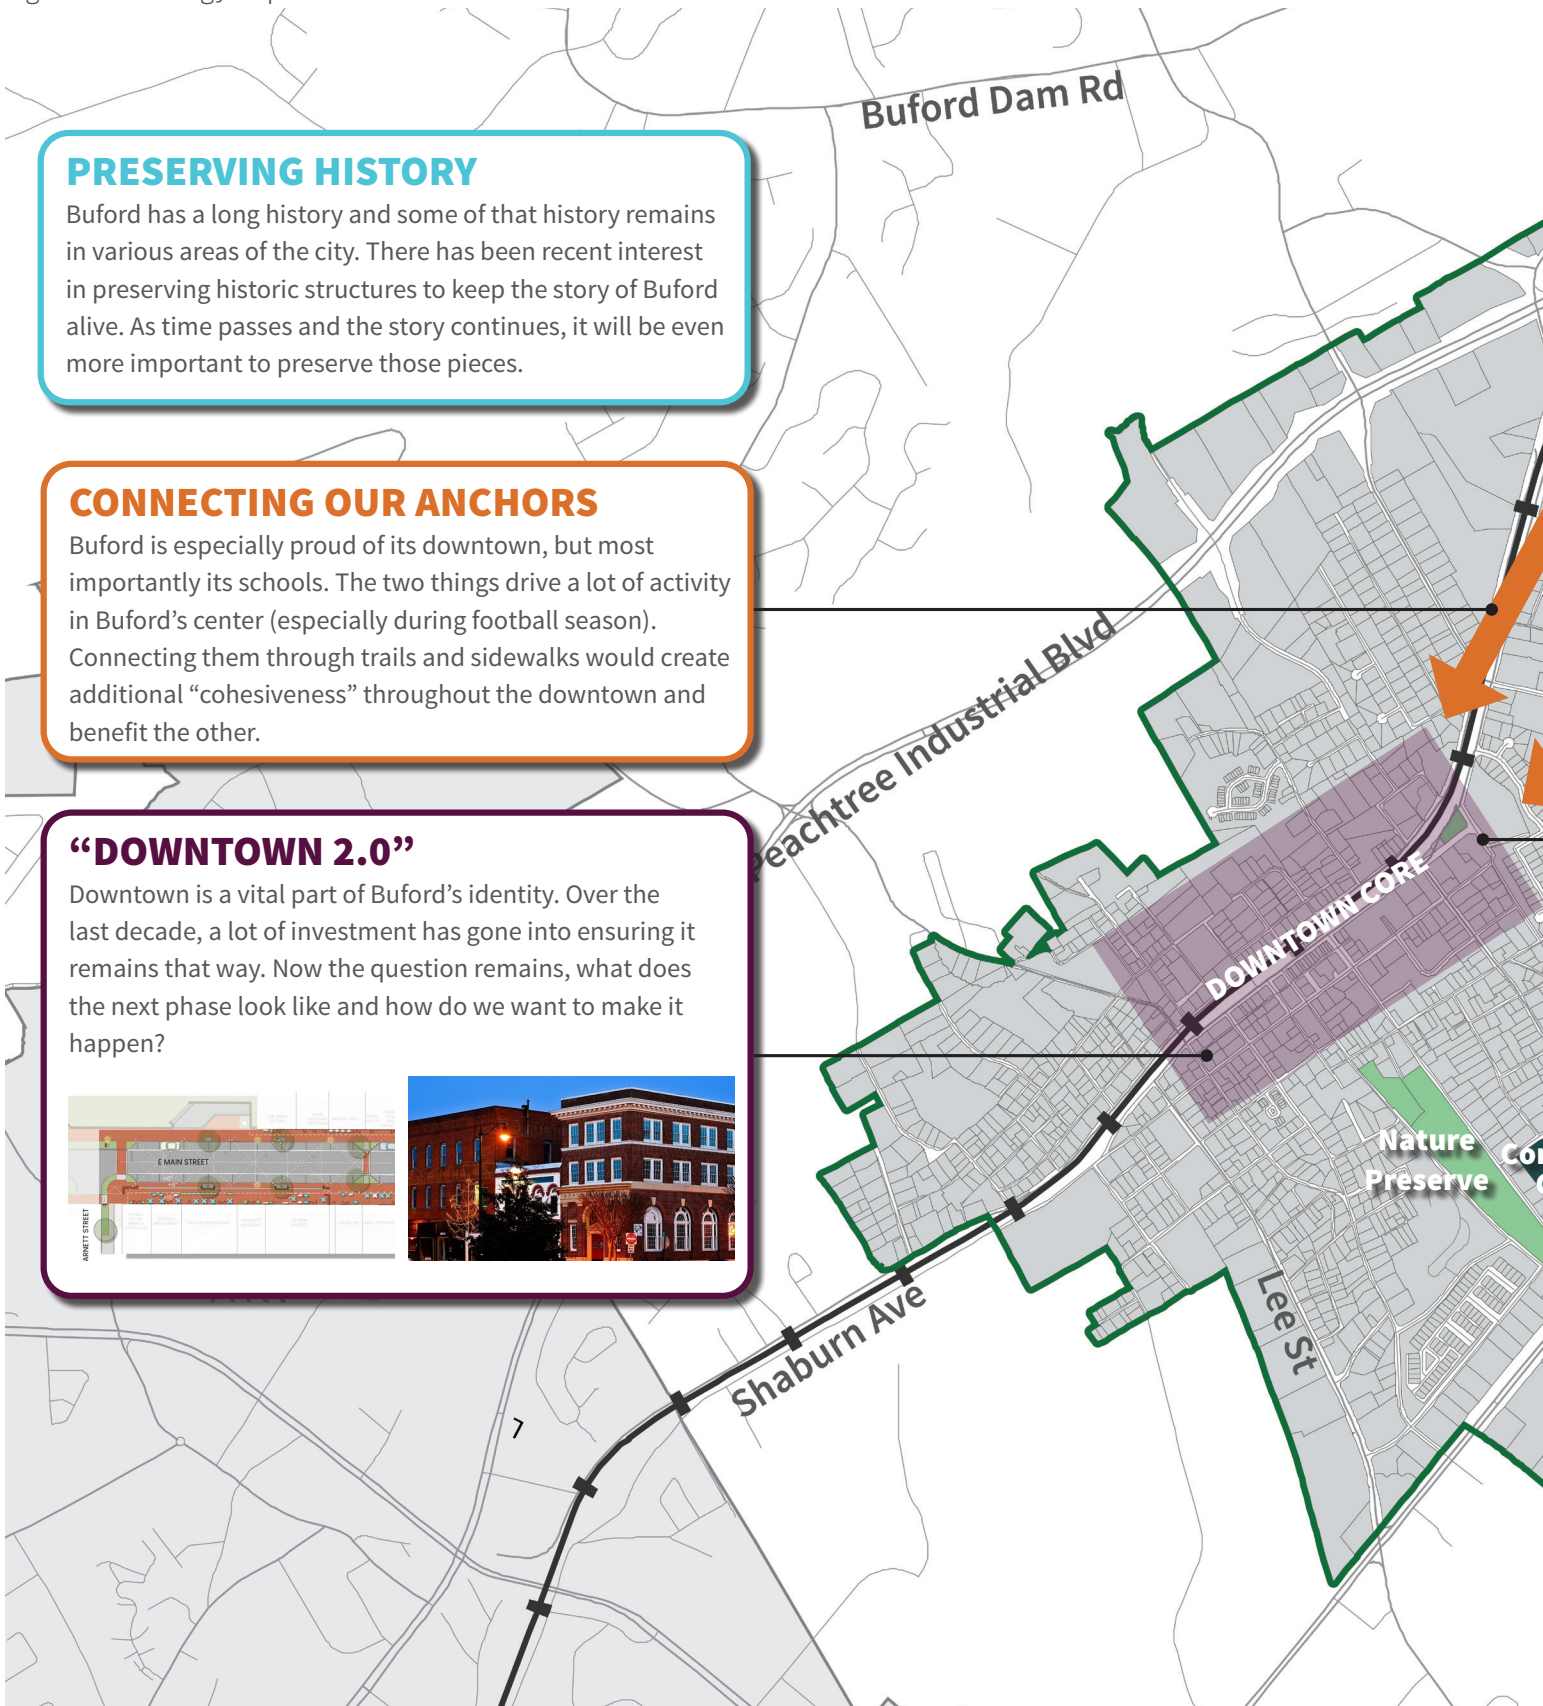 Buford Dam Rd
PRESERVING HISTORY
Buford has a long history and some of that history remains
in various areas of the city. There has been recent interest
in preserving historic structures to keep the story of Buford
alive. As time passes and the story continues, it will be even
more important to preserve those pieces.
CONNECTING OUR ANCHORS
Buford is especially proud of its downtown, but most
importantly its schools. The two things drive a lot of activity
in Buford’s center (especially during football season).
Connecting them through trails and sidewalks would create
additional “cohesiveness” throughout the downtown and
benefit the other.
Peachtree Industrial Blvd
“DOWNTOWN 2.0”
Downtown is a vital part of Buford’s identity. Over the
last decade, a lot of investment has gone into ensuring it
remains that way. Now the question remains, what does
the next phase look like and how do we want to make it
happen?
E MAIN STREET
ARNETT STREET
DOWNTOWN CORE
Nature
Preserve
Shaburn Ave
Lee St